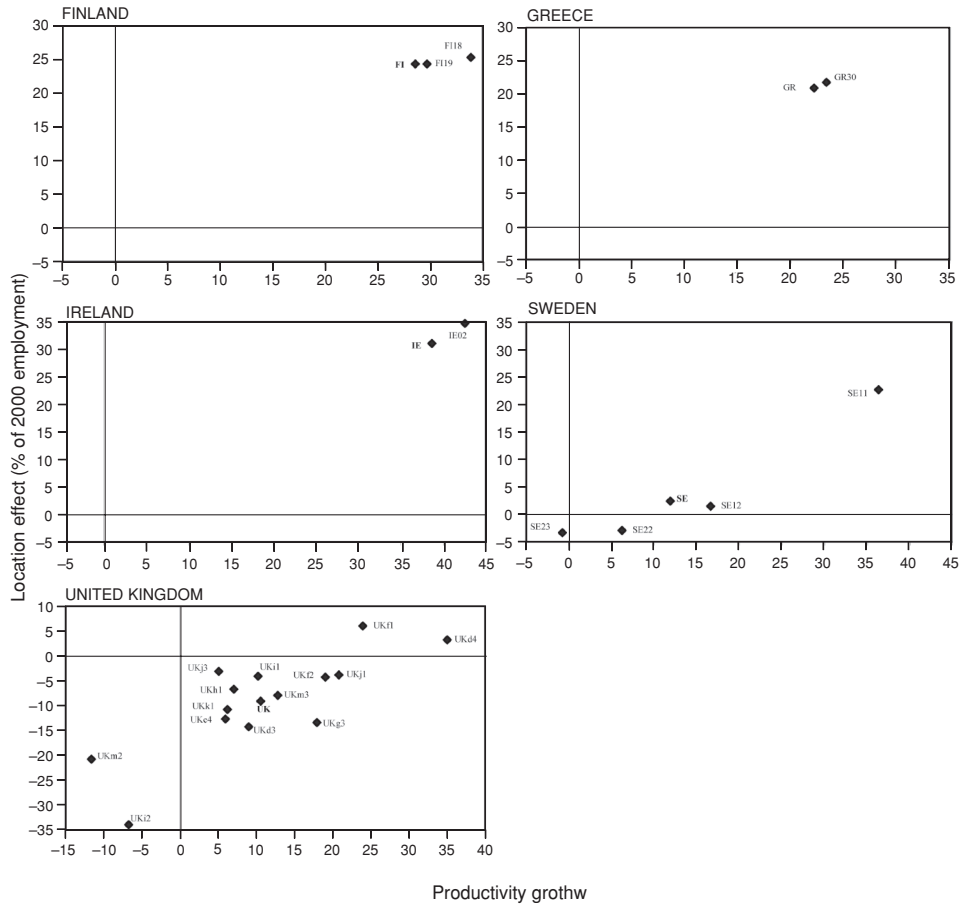 FINLAND
30
25
20
15
10
5
0
–5
–5 0 5 10 15 20 25 30 35
FI18
FI FI19
GREECE
30
25
20
15
10
5
0
–5
–5 0 5 10 15 20 25 30 35
GR GR30
Location effect (% of 2000 employment)
IRELAND
35
30
25
20
15
10
5
0
–5
–5 0 5 10 15 20 25 30 35 40 45
IE02
IE
SWEDEN
35
30
25
20
15
10
5
0
–5
–5 0 5 10 15 20 25 30 35 40 45
SE11
SE SE12
SE23 SE22
UNITED KINGDOM
10
5
0
–5
–10
–15
–20
–25
–30
–35
–15 –10 –5 0 5 10 15 20 25 30 35 40
UKf1
UKd4
UKj3 UKi1 UKf2 UKj1
UKh1 UKm3
UKk1 UK
UKe4 UKd3 UKg3
UKm2
UKi2
Productivity grothw